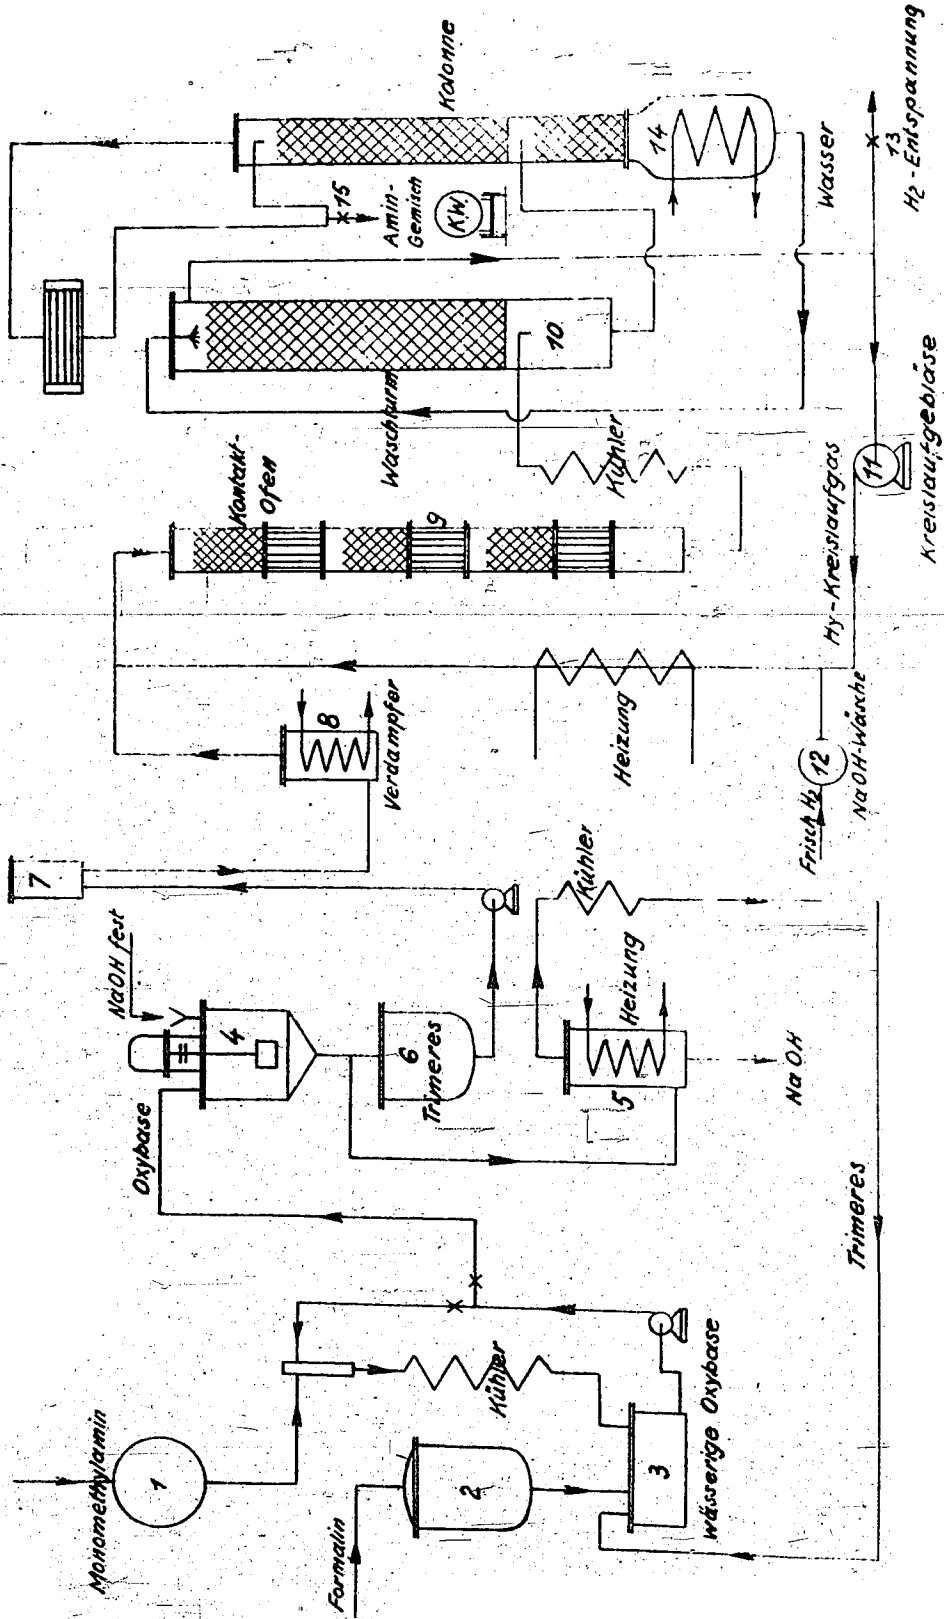 Monomethylamin
1
Formalin
2
Kühler
3
Wässerige Oxybase
Oxybase
NaOH fest
4
6
Trimeres
5
Heizung
NaOH
Kühler
Trimeres
7
8
Verdampfer
Heizung
Frisch H2
12
NaOH-Wäsche
Hy-Kreislaufgas
11
Kreislaufgebläse
Kontakt-
Ofen
9
Kühler
Waschturm
10
15
Amin-
Gemisch
KW
Kolonne
14
Wasser
13
H2-Entspannung